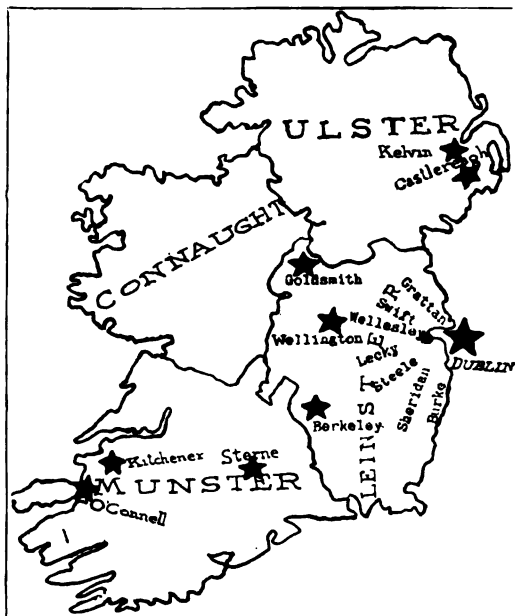 ULSTER
Kelvin
Castlereagh
CONNAUGHT
Goldsmith
Grattan
Swift
Wellesley
Wellington
DUBLIN
Lecky
Steele
Sheridan
Burke
Berkeley
LEINSTER
Kitchener
Sterne
MUNSTER
O'Connell